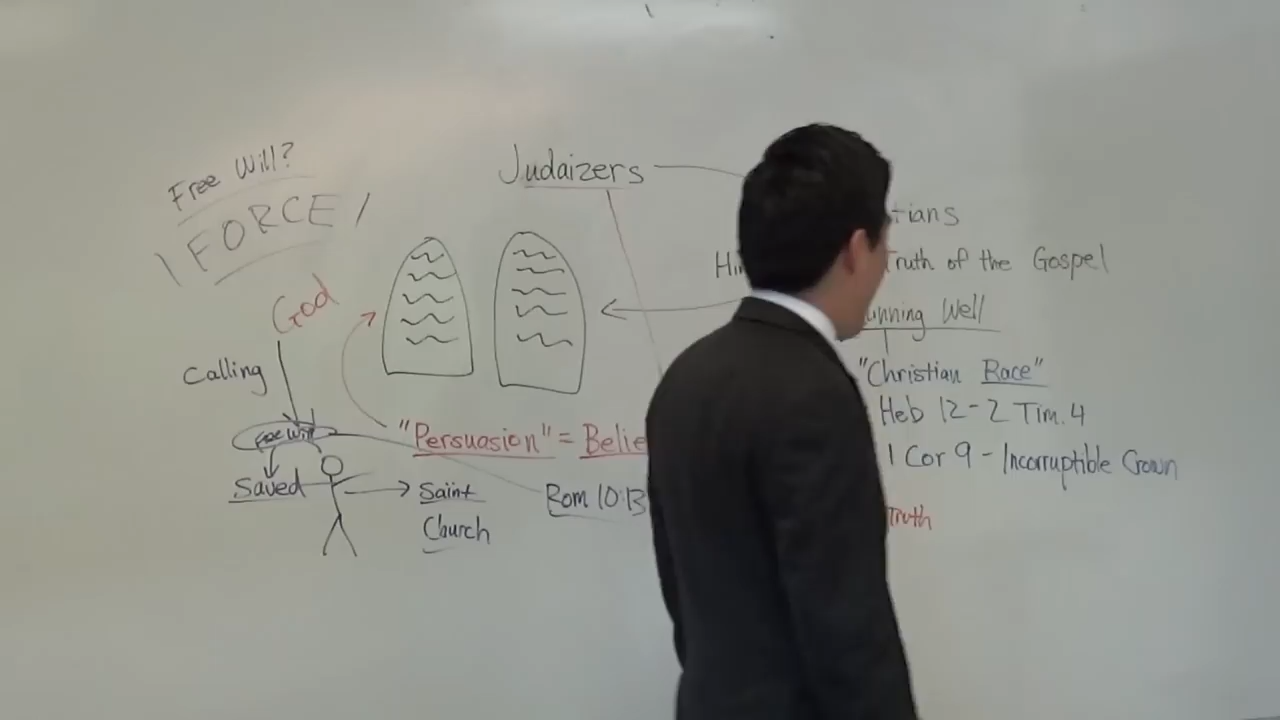 Free Will?
FORCE
God
Calling
Free Will
Saved
Saint
Church
Judaizers
"Persuasion" = Belie
Rom 10:13
tians
Hin
Truth of the Gospel
unning Well
"Christian Race"
Heb 12 - 2 Tim. 4
1 Cor 9 - Incorruptible Crown
Truth